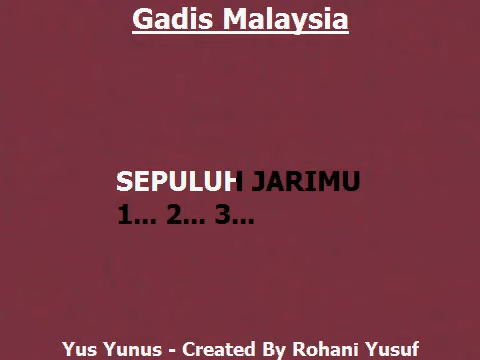 Gadis Malaysia
SEPULUH JARIMU
1... 2... 3...
Yus Yunus - Created By Rohani Yusuf